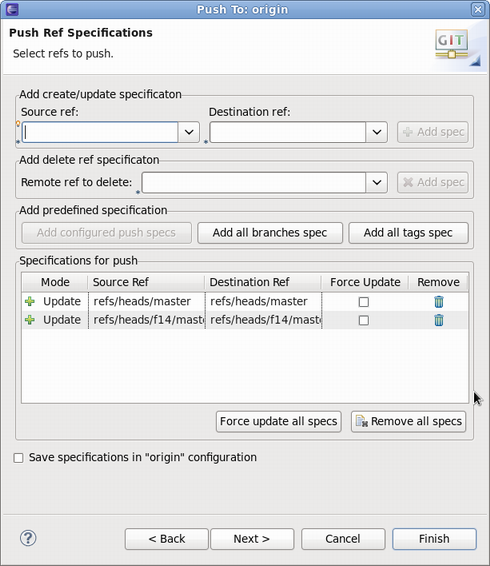 Push To: origin
Push Ref Specifications
Select refs to push.
GIT
Add create/update specificaton
Source ref: Destination ref:
Add spec
Add delete ref specificaton
Remote ref to delete: Add spec
Add predefined specification
Add configured push specs Add all branches spec Add all tags spec
Specifications for push
Mode Source Ref Destination Ref Force Update Remove
Update refs/heads/master refs/heads/master
Update refs/heads/f14/mast refs/heads/f14/mast
Force update all specs Remove all specs
Save specifications in "origin" configuration
? < Back Next > Cancel Finish